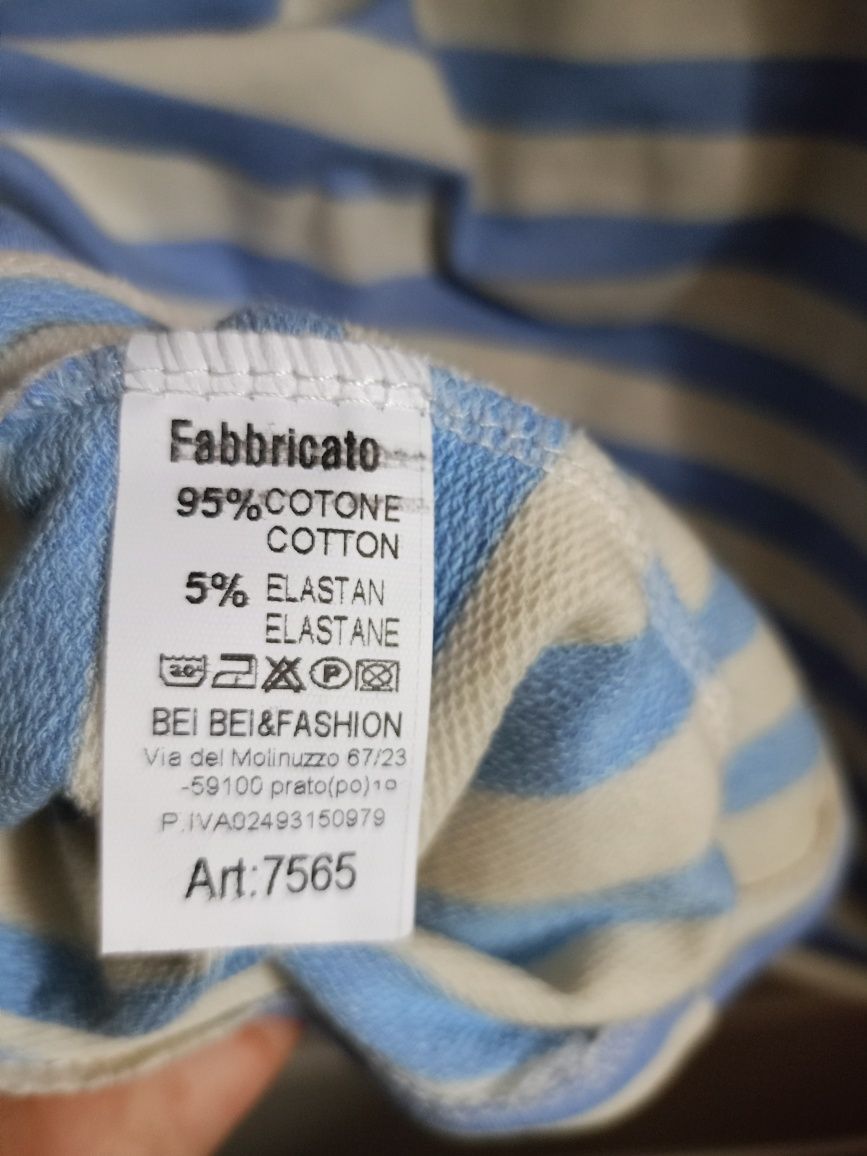 Fabbricato
95% COTONE
COTTON
5% ELASTAN
ELASTANE
P
BEI BEI&FASHION
Via del Molinuzzo 67/23
-59100 prato(po)
P.IVA02493150979
Art:7565